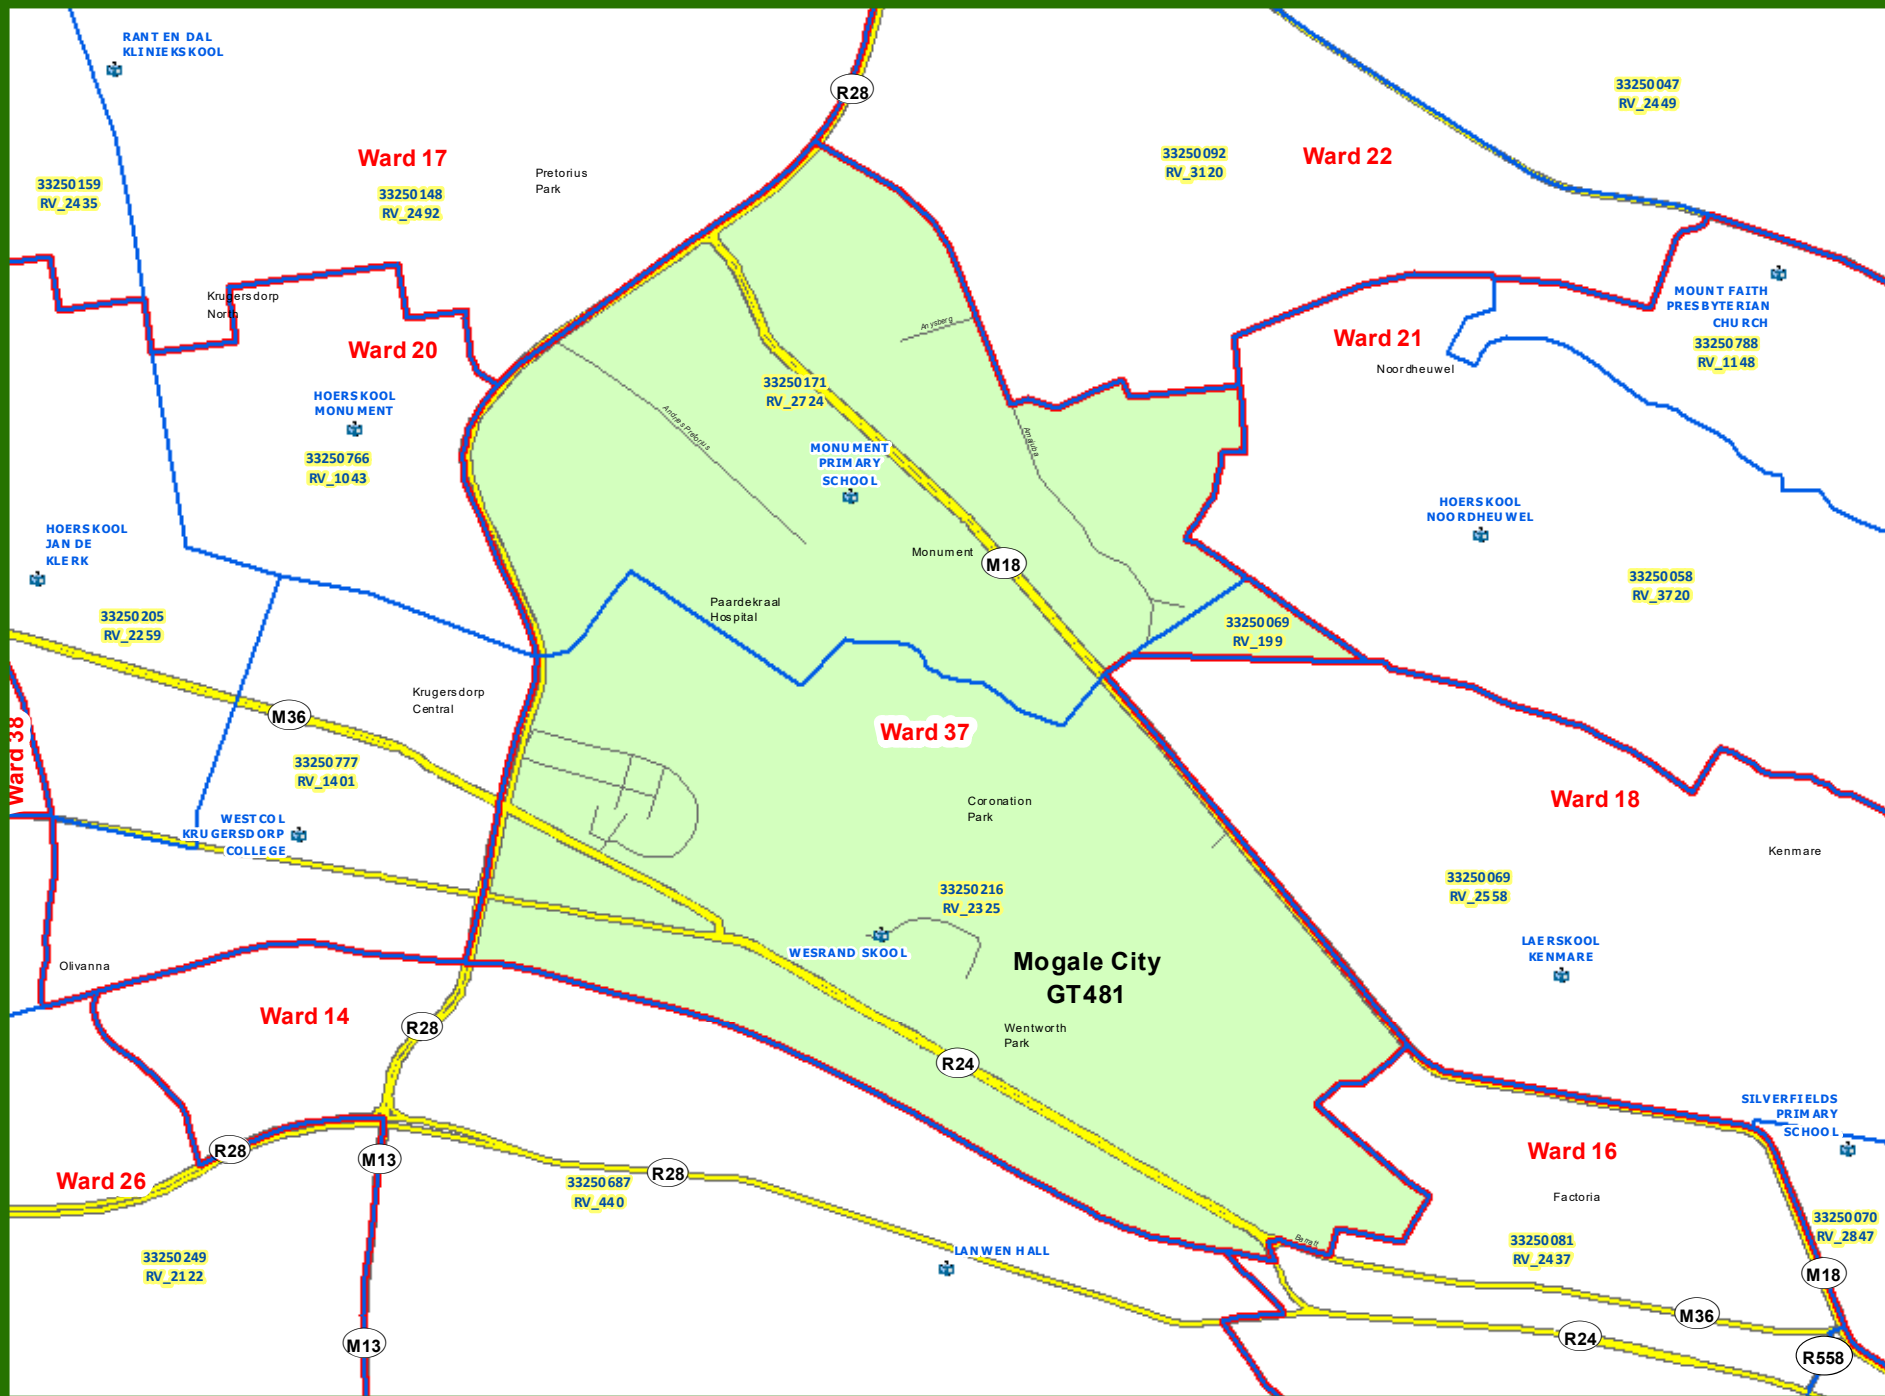 RANT EN DAL
KLINIEKSKOOL
R28
33250047
RV_2449
Ward 17
Pretorius
Park
33250092
RV_3120
Ward 22
33250159
RV_2435
33250148
RV_2492
Krugersdorp
North
Ward 20
Anysberg
Ward 21
Noordheuwel
MOUNT FAITH
PRESBYTERIAN
CHURCH
33250788
RV_1148
33250171
RV_2724
HOERSKOOL
MONUMENT
33250766
RV_1043
Andries Pretorius
MONUMENT
PRIMARY
SCHOOL
Amajuba
HOERSKOOL
NOORDHEUWEL
HOERSKOOL
JAN DE
KLERK
Monument
M18
33250058
RV_3720
33250205
RV_2259
Paardekraal
Hospital
33250069
RV_199
Krugersdorp
Central
M36
Ward 38
Ward 37
33250777
RV_1401
Coronation
Park
Ward 18
WESTCOL
KRUGERSDORP
COLLEGE
Kenmare
33250216
RV_2325
33250069
RV_2558
WESRAND SKOOL
LAERSKOOL
KENMARE
Olivanna
Mogale City
GT481
Ward 14
R28
Wentworth
Park
R24
SILVERFIELDS
PRIMARY
SCHOOL
R28
M13
R28
Ward 16
Ward 26
33250687
RV_440
Factoria
33250070
RV_2847
33250249
RV_2122
LANWEN HALL
Barratt
33250081
RV_2437
M18
M36
M13
R24
R558